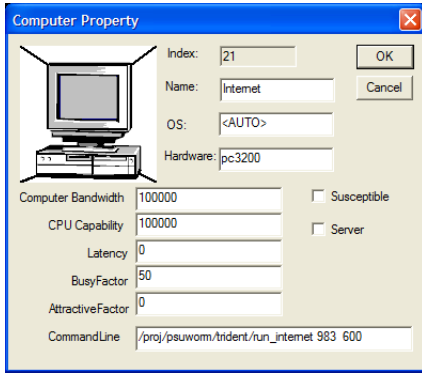 Computer Property
Index: 21
OK
Name: Internet
Cancel
OS: <AUTO>
Hardware: pc3200
Computer Bandwidth 100000
Susceptible
CPU Capability 100000
Server
Latency 0
BusyFactor 50
AttractiveFactor 0
CommandLine /proj/psuworm/trident/run_internet 983 600